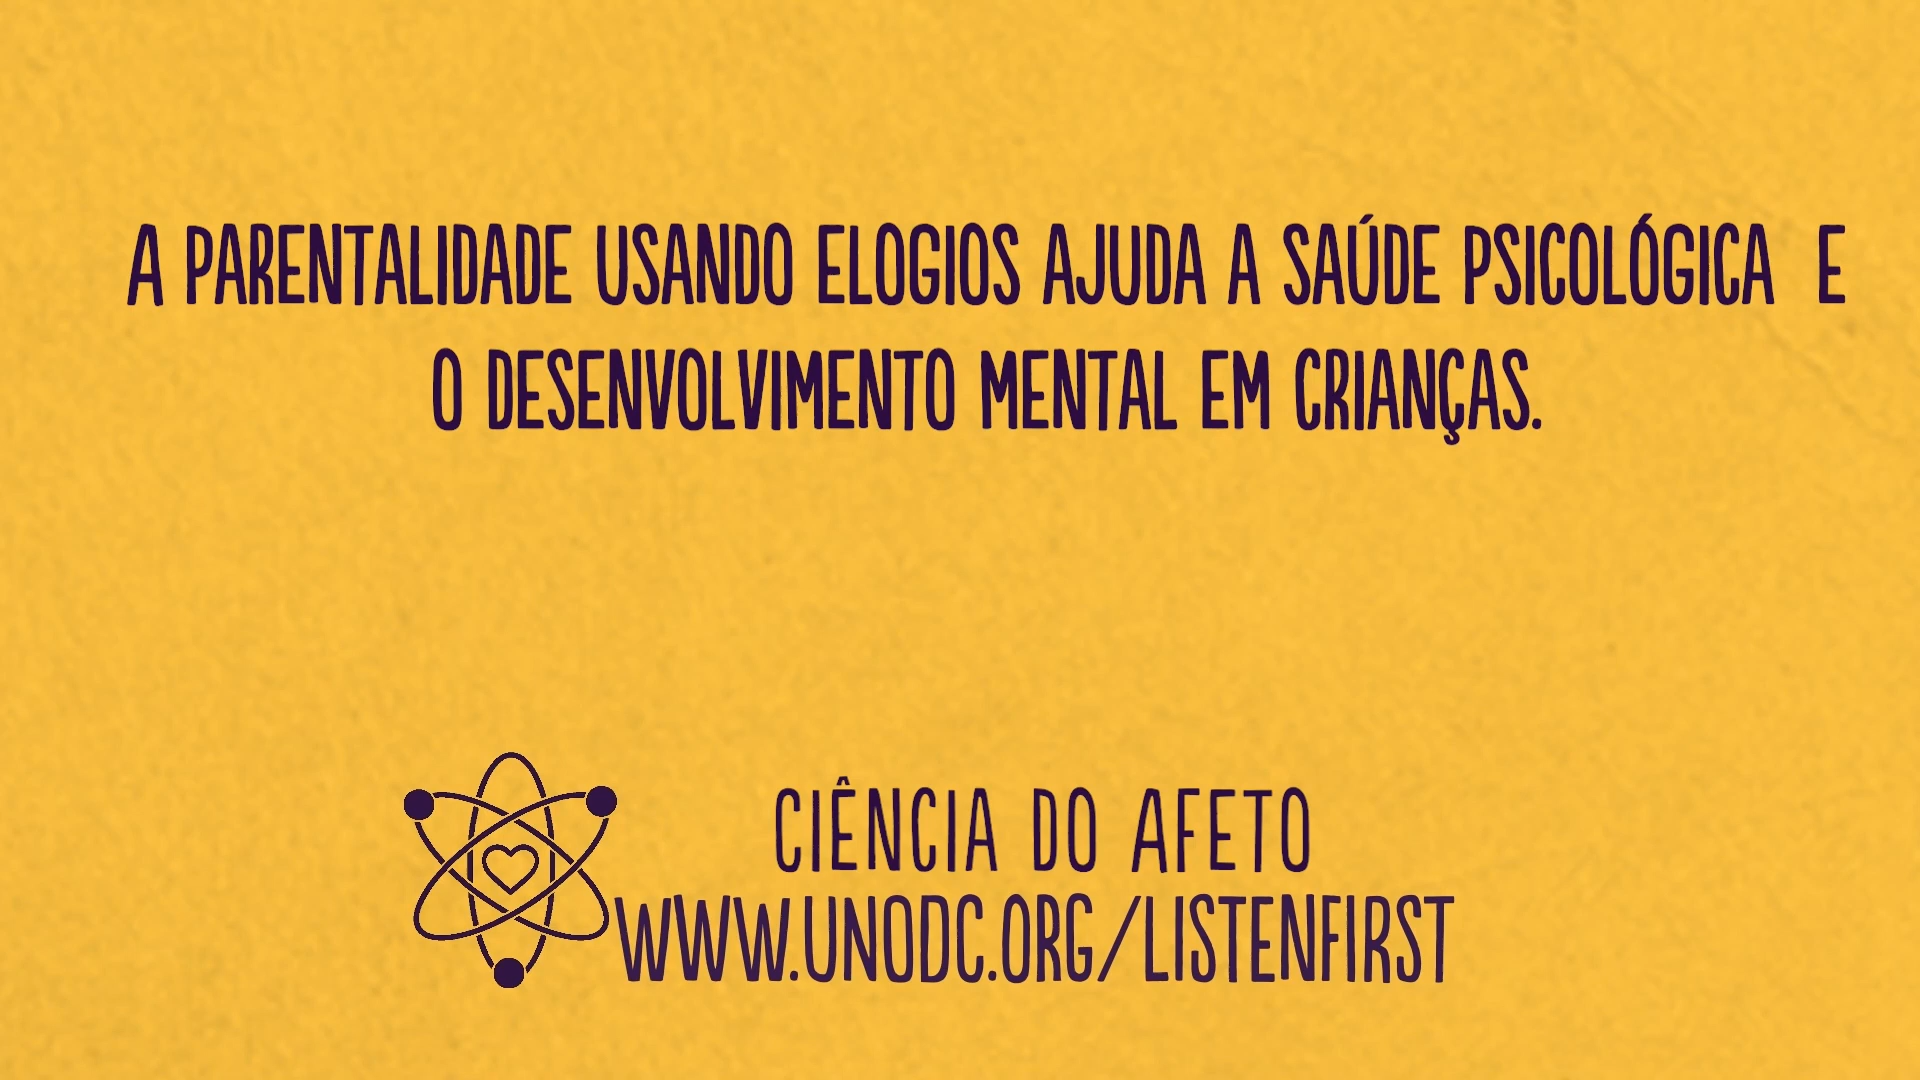 A PARENTALIDADE USANDO ELOGIOS AJUDA A SAÚDE PSICOLÓGICA E
O DESENVOLVIMENTO MENTAL EM CRIANÇAS.
CIÊNCIA DO AFETO
WWW.UNODC.ORG/LISTENFIRST